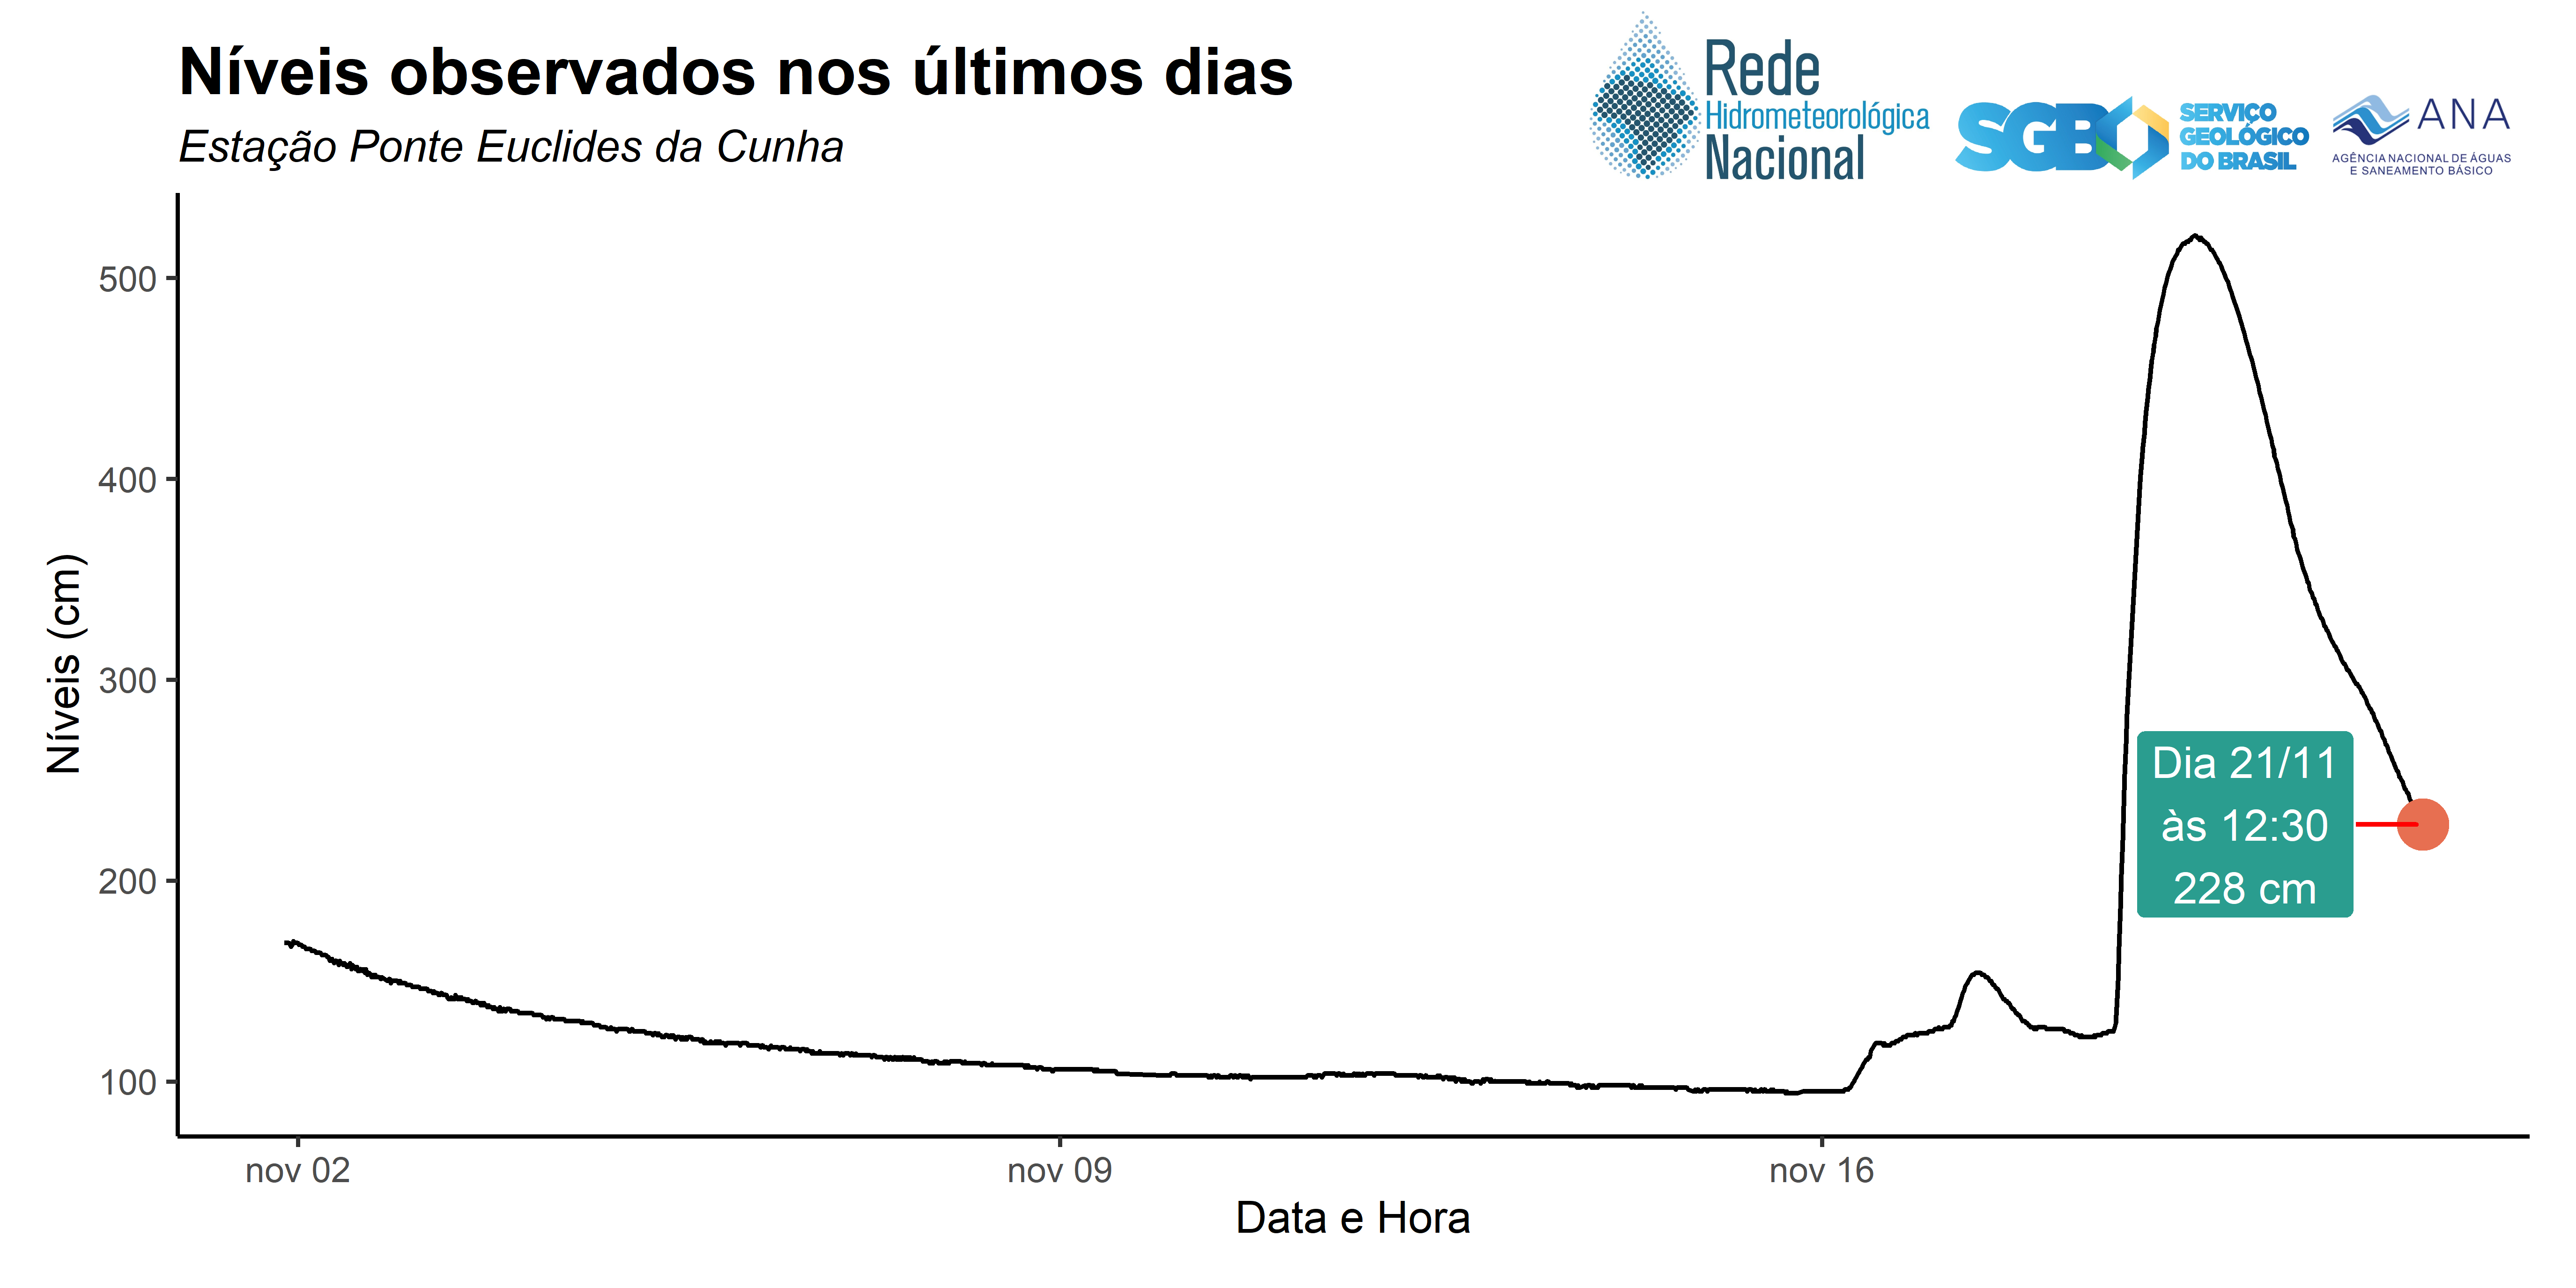 Níveis observados nos últimos dias
Estação Ponte Euclides da Cunha
Rede
Hidrometeorológica
Nacional
SGB
SERVIÇO
GEOLÓGICO
DO BRASIL
ANA
AGÊNCIA NACIONAL DE ÁGUAS
E SANEAMENTO BÁSICO
Níveis (cm)
500
400
300
200
100
Dia 21/11
às 12:30
228 cm
nov 02
nov 09
nov 16
Data e Hora